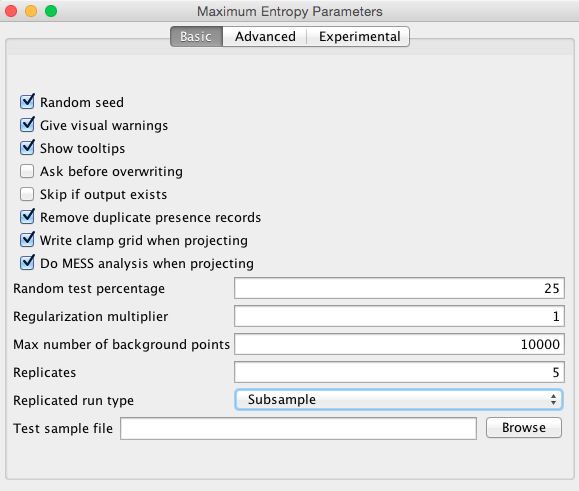 Maximum Entropy Parameters
Basic Advanced Experimental
Random seed
Give visual warnings
Show tooltips
Ask before overwriting
Skip if output exists
Remove duplicate presence records
Write clamp grid when projecting
Do MESS analysis when projecting
Random test percentage 25
Regularization multiplier 1
Max number of background points 10000
Replicates 5
Replicated run type Subsample
Test sample file Browse